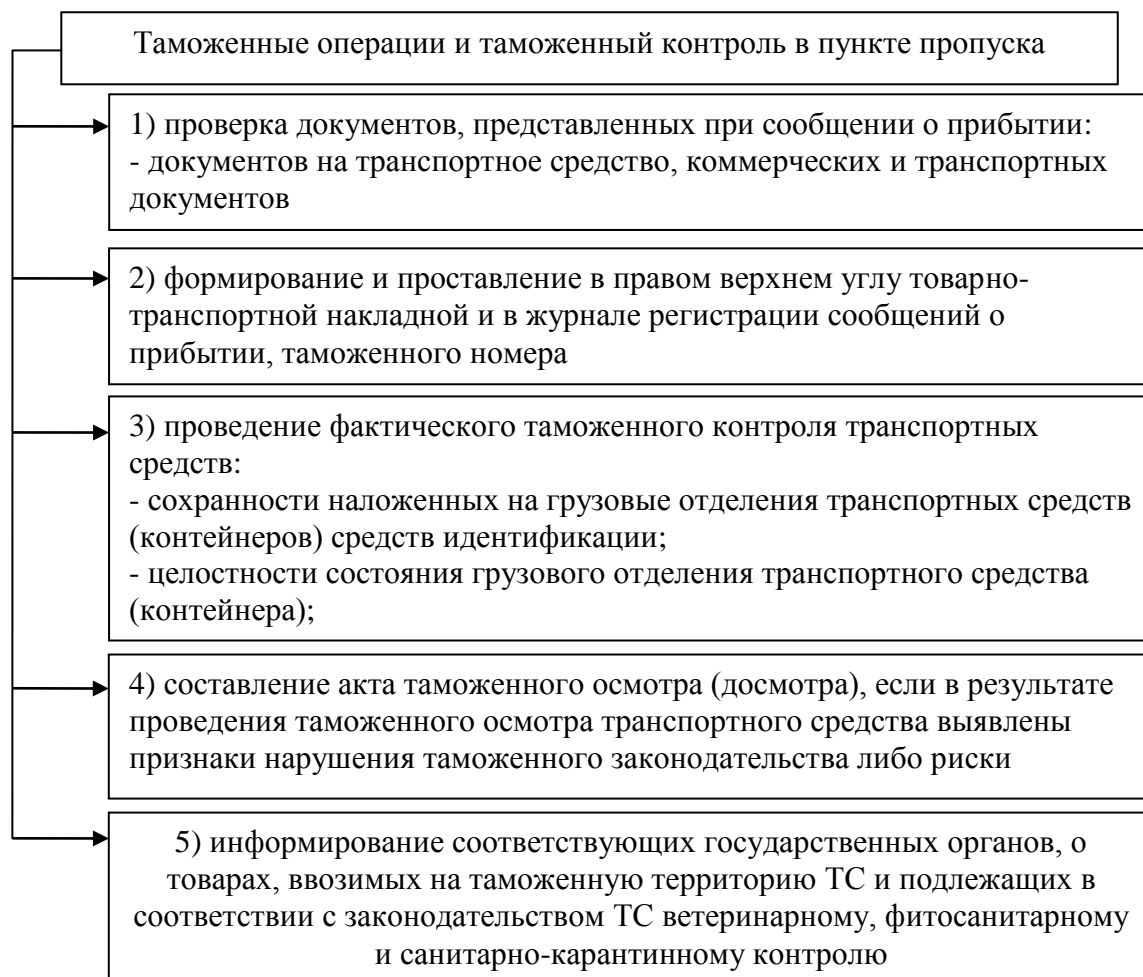 Таможенные операции и таможенный контроль в пункте пропуска
1) проверка документов, представленных при сообщении о прибытии:
- документов на транспортное средство, коммерческих и транспортных
документов
2) формирование и проставление в правом верхнем углу товарно-
транспортной накладной и в журнале регистрации сообщений о
прибытии, таможенного номера
3) проведение фактического таможенного контроля транспортных
средств:
- сохранности наложенных на грузовые отделения транспортных средств
(контейнеров) средств идентификации;
- целостности состояния грузового отделения транспортного средства
(контейнера);
4) составление акта таможенного осмотра (досмотра), если в результате
проведения таможенного осмотра транспортного средства выявлены
признаки нарушения таможенного законодательства либо риски
5) информирование соответствующих государственных органов, о
товарах, ввозимых на таможенную территорию ТС и подлежащих в
соответствии с законодательством ТС ветеринарному, фитосанитарному
и санитарно-карантинному контролю